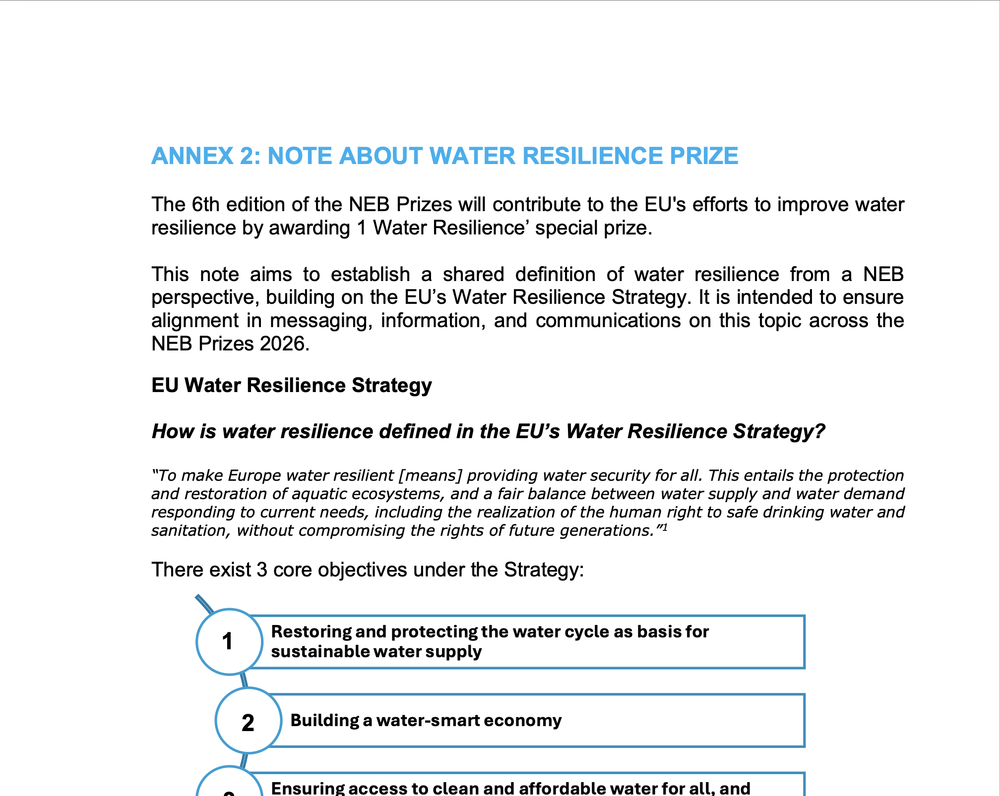 ANNEX 2: NOTE ABOUT WATER RESILIENCE PRIZE
The 6th edition of the NEB Prizes will contribute to the EU's efforts to improve water
resilience by awarding 1 Water Resilience’ special prize.
This note aims to establish a shared definition of water resilience from a NEB
perspective, building on the EU’s Water Resilience Strategy. It is intended to ensure
alignment in messaging, information, and communications on this topic across the
NEB Prizes 2026.
EU Water Resilience Strategy
How is water resilience defined in the EU’s Water Resilience Strategy?
“To make Europe water resilient [means] providing water security for all. This entails the protection
and restoration of aquatic ecosystems, and a fair balance between water supply and water demand
responding to current needs, including the realization of the human right to safe drinking water and
sanitation, without compromising the rights of future generations.”1
There exist 3 core objectives under the Strategy:
1
Restoring and protecting the water cycle as basis for
sustainable water supply
2
Building a water-smart economy
Ensuring access to clean and affordable water for all, and